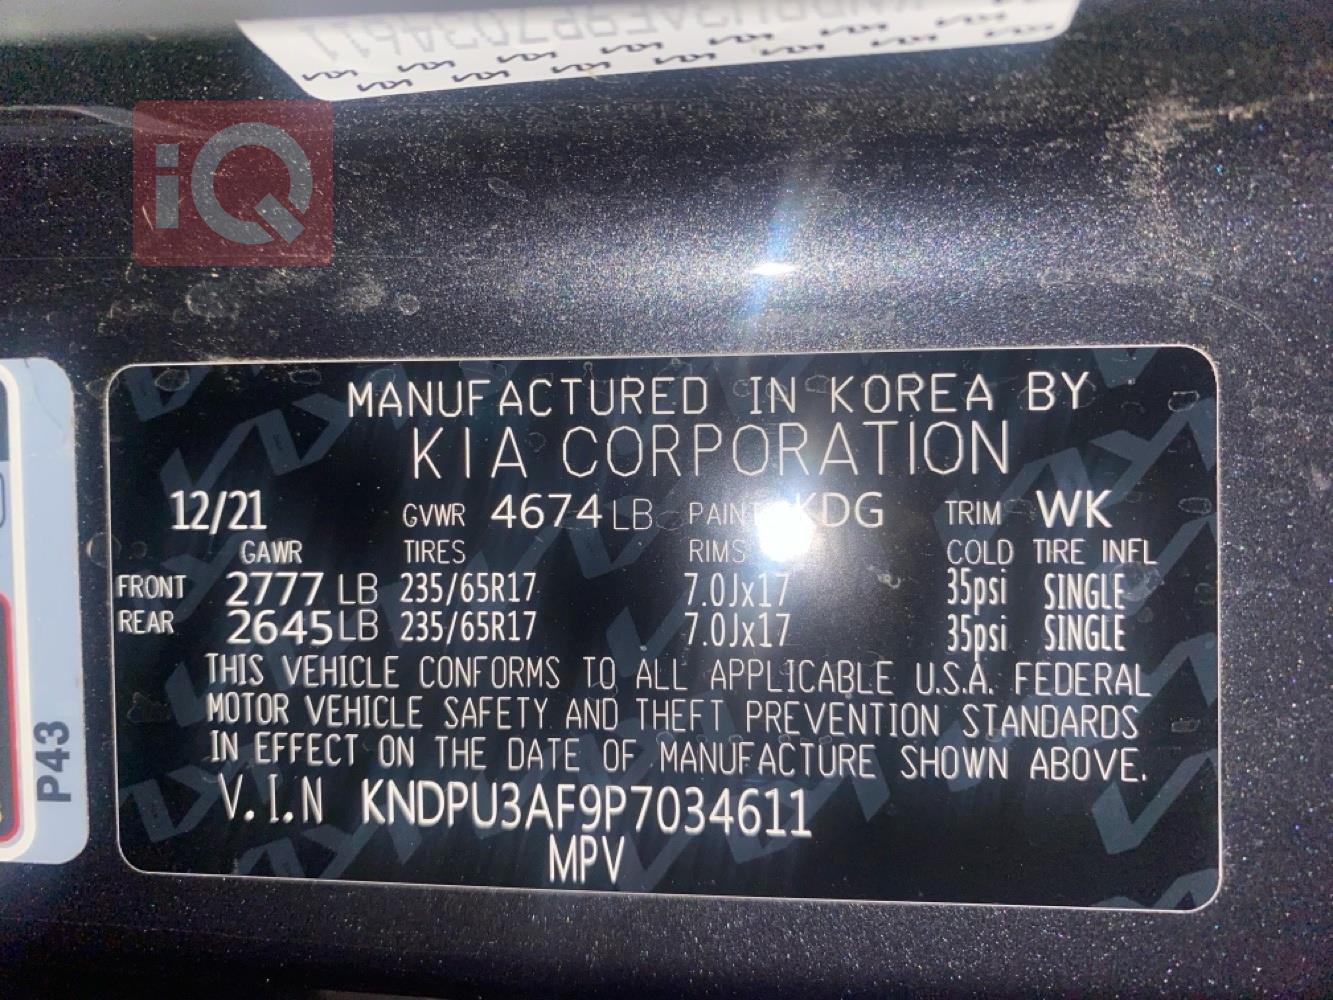 KNDPU3AF9P7034611
iQ
MANUFACTURED IN KOREA BY
KIA CORPORATION
12/21 GVWR 4674 LB PAINT KDG TRIM WK
GAWR TIRES RIMS COLD TIRE INFL
FRONT 2777 LB 235/65R17 7.0Jx17 35psi SINGLE
REAR 2645 LB 235/65R17 7.0Jx17 35psi SINGLE
THIS VEHICLE CONFORMS TO ALL APPLICABLE U.S.A. FEDERAL
MOTOR VEHICLE SAFETY AND THEFT PREVENTION STANDARDS
IN EFFECT ON THE DATE OF MANUFACTURE SHOWN ABOVE.
V.I.N KNDPU3AF9P7034611
MPV
P43